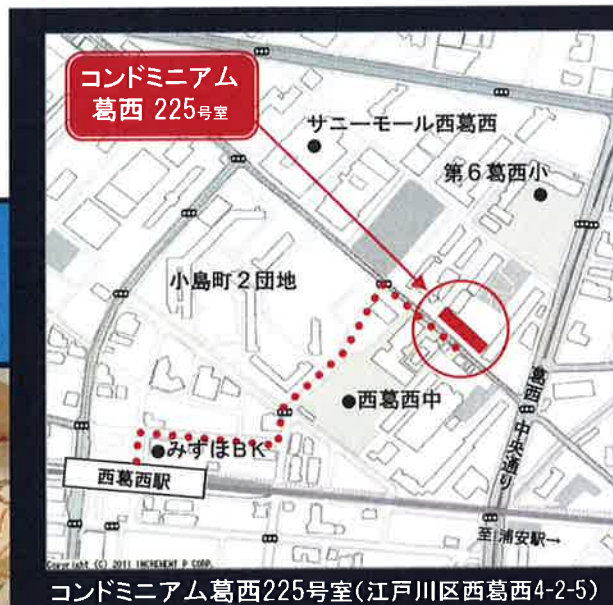 コンドミニアム
葛西 225号室
サニーモール西葛西
第6葛西小
小島町2団地
西葛西中
みずほBK
西葛西駅
葛西中央通り
至 浦安駅→
Copyright (C) 2011 INCREMENT P CORP.
コンドミニアム葛西225号室(江戸川区西葛西4-2-5)